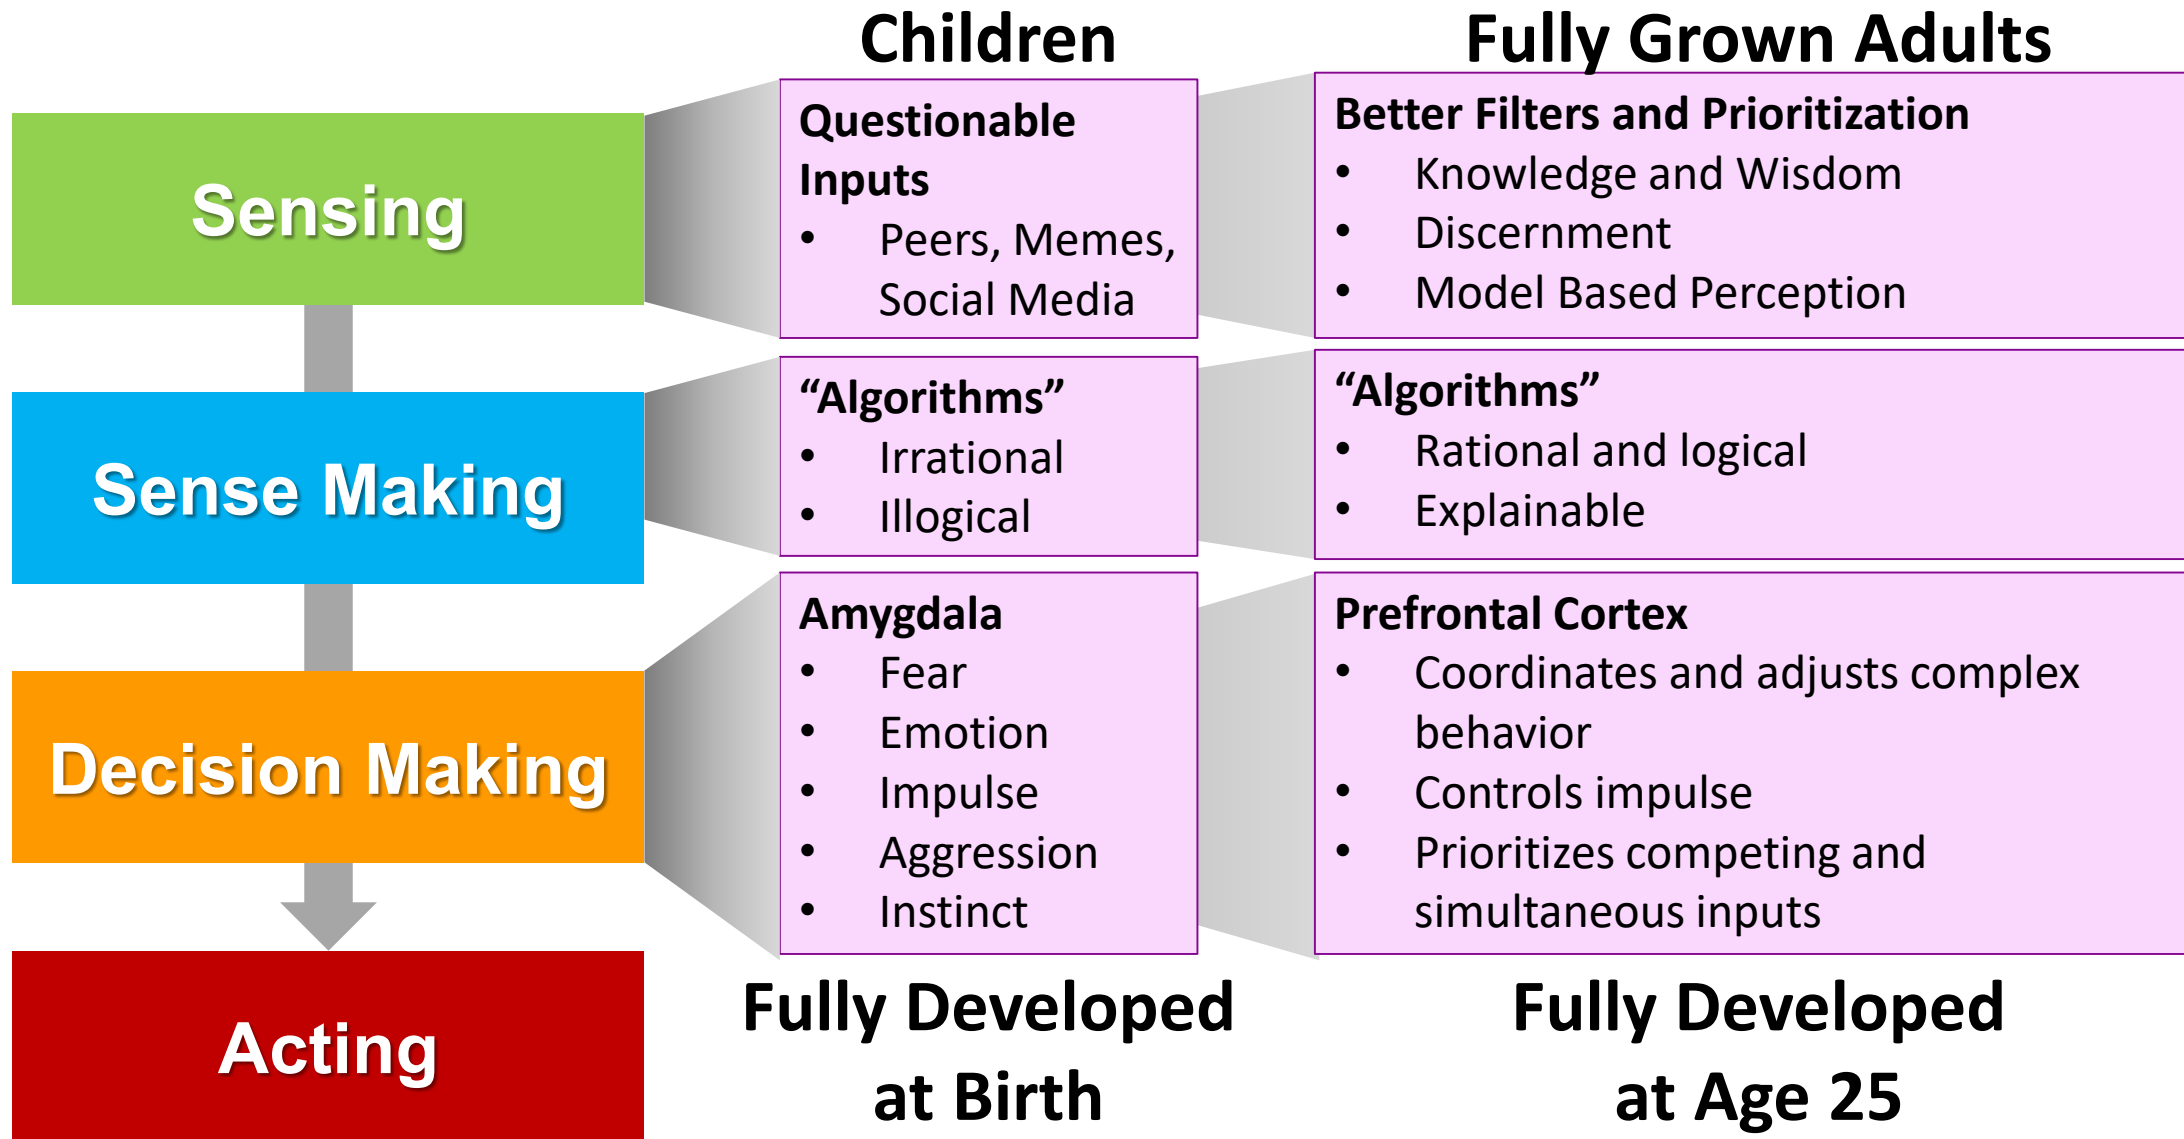 Children
Fully Grown Adults
Sensing
Questionable
Inputs
• Peers, Memes,
Social Media
Better Filters and Prioritization
• Knowledge and Wisdom
• Discernment
• Model Based Perception
Sense Making
“Algorithms”
• Irrational
• Illogical
“Algorithms”
• Rational and logical
• Explainable
Decision Making
Amygdala
• Fear
• Emotion
• Impulse
• Aggression
• Instinct
Prefrontal Cortex
• Coordinates and adjusts complex
behavior
• Controls impulse
• Prioritizes competing and
simultaneous inputs
Acting
Fully Developed
at Birth
Fully Developed
at Age 25